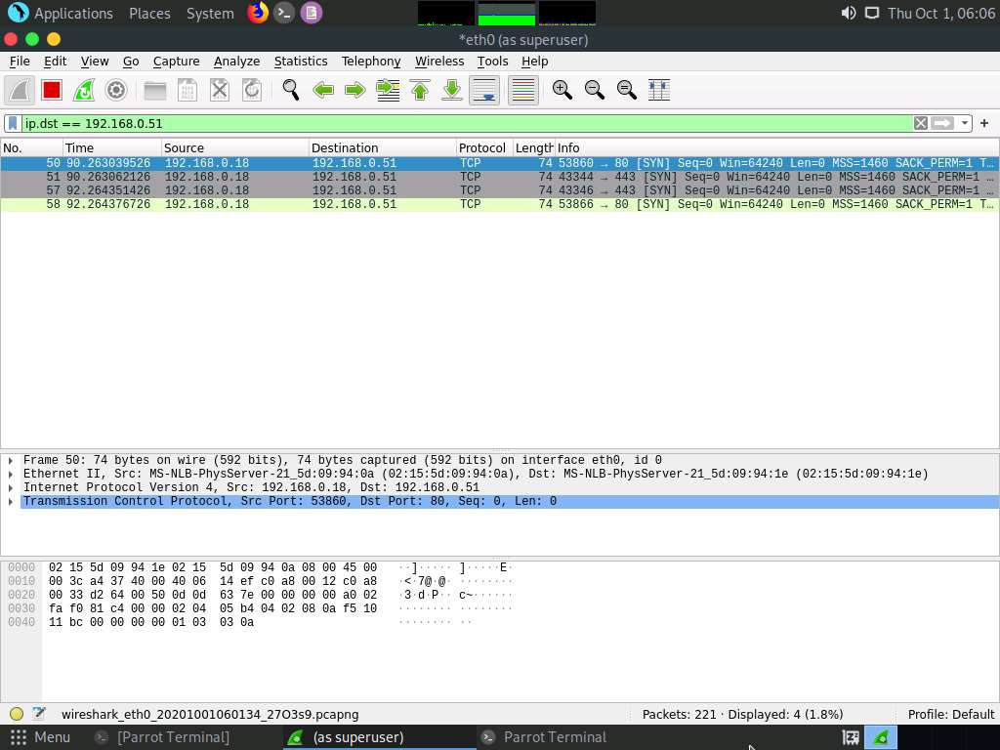 Applications Places System Thu Oct 1, 06:06
*eth0 (as superuser)
File Edit View Go Capture Analyze Statistics Telephony Wireless Tools Help
ip.dst == 192.168.0.51
No. Time Source Destination Protocol Length Info
50 90.263039526 192.168.0.18 192.168.0.51 TCP 74 53860 → 80 [SYN] Seq=0 Win=64240 Len=0 MSS=1460 SACK_PERM=1 T…
51 90.263062126 192.168.0.18 192.168.0.51 TCP 74 43344 → 443 [SYN] Seq=0 Win=64240 Len=0 MSS=1460 SACK_PERM=1 …
57 92.264351426 192.168.0.18 192.168.0.51 TCP 74 43346 → 443 [SYN] Seq=0 Win=64240 Len=0 MSS=1460 SACK_PERM=1 …
58 92.264376726 192.168.0.18 192.168.0.51 TCP 74 53866 → 80 [SYN] Seq=0 Win=64240 Len=0 MSS=1460 SACK_PERM=1 T…
Frame 50: 74 bytes on wire (592 bits), 74 bytes captured (592 bits) on interface eth0, id 0
Ethernet II, Src: MS-NLB-PhysServer-21_5d:09:94:0a (02:15:5d:09:94:0a), Dst: MS-NLB-PhysServer-21_5d:09:94:1e (02:15:5d:09:94:1e)
Internet Protocol Version 4, Src: 192.168.0.18, Dst: 192.168.0.51
Transmission Control Protocol, Src Port: 53860, Dst Port: 80, Seq: 0, Len: 0
0000 02 15 5d 09 94 1e 02 15 5d 09 94 0a 08 00 45 00 ··]····· ]·····E·
0010 00 3c a4 37 40 00 40 06 14 ef c0 a8 00 12 c0 a8 ·<·7@·@· ········
0020 00 33 d2 64 00 50 0d 0d 63 7e 00 00 00 00 a0 02 ·3·d·P·· c~······
0030 fa f0 81 c4 00 00 02 04 05 b4 04 02 08 0a f5 10 ········ ········
0040 11 bc 00 00 00 00 01 03 03 0a ········ ··
wireshark_eth0_20201001060134_27O3s9.pcapng Packets: 221 · Displayed: 4 (1.8%) Profile: Default
Menu [Parrot Terminal] (as superuser) Parrot Terminal